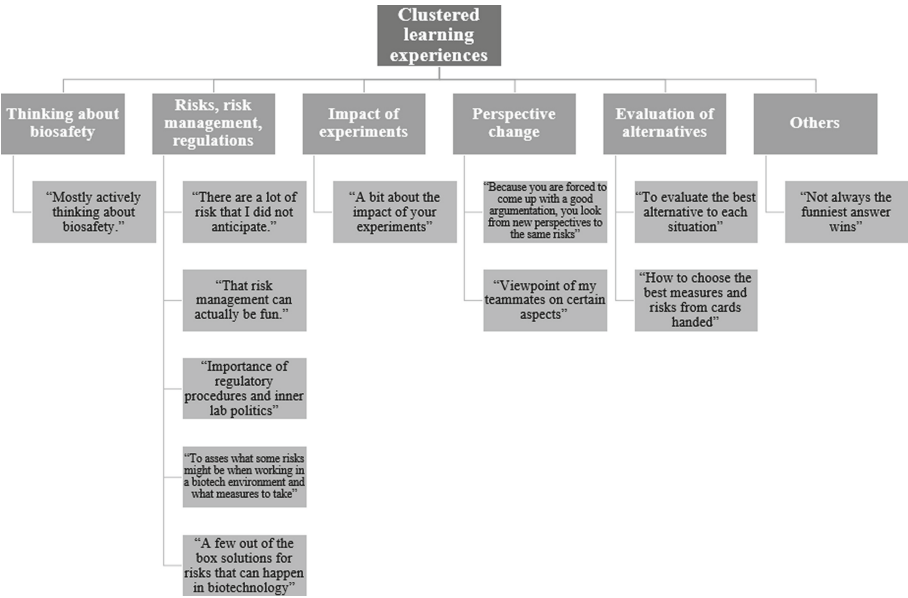 Clustered
learning
experiences
Thinking about
biosafety
Risks, risk
management,
regulations
Impact of
experiments
Perspective
change
Evaluation of
alternatives
Others
“Mostly actively
thinking about
biosafety.”
“There are a lot of
risk that I did not
anticipate.”
“That risk
management can
actually be fun.”
“Importance of
regulatory
procedures and inner
lab politics”
“To asses what some risks
might be when working in
a biotech environment and
what measures to take”
“A few out of the
box solutions for
risks that can happen
in biotechnology”
“A bit about the
impact of your
experiments”
“Because you are forced to
come up with a good
argumentation, you look
from new perspectives to
the same risks”
“Viewpoint of my
teammates on certain
aspects”
“To evaluate the best
alternative to each
situation”
“How to choose the
best measures and
risks from cards
handed”
“Not always the
funniest answer
wins”